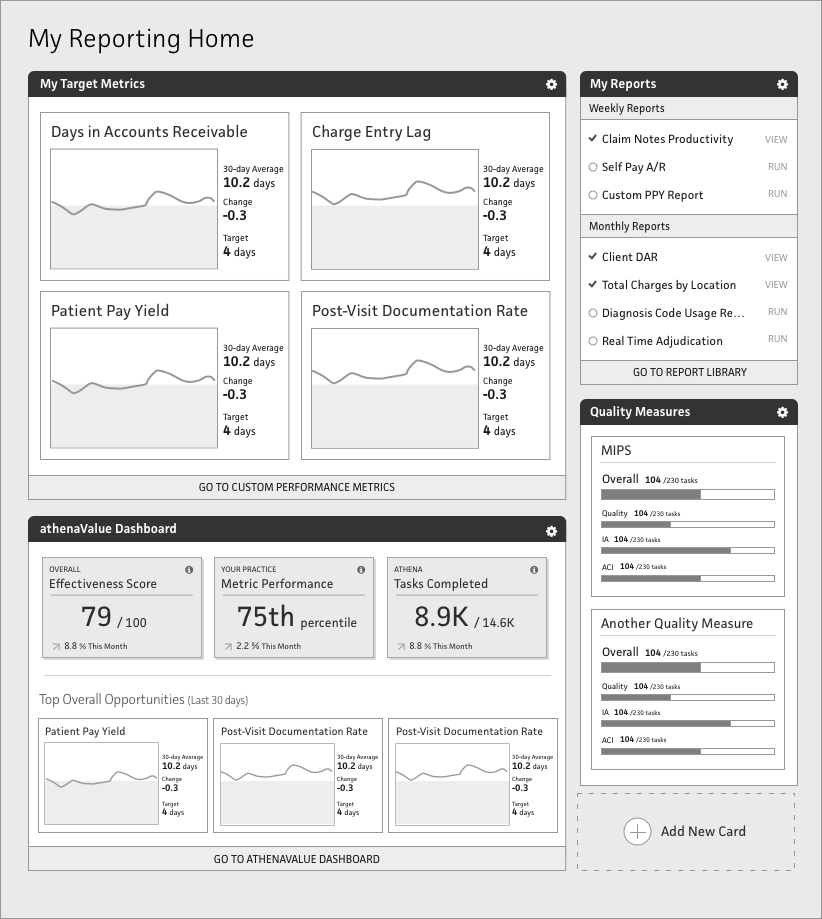 My Reporting Home
My Target Metrics
Days in Accounts Receivable
30-day Average
10.2 days
Change
-0.3
Target
4 days
Charge Entry Lag
30-day Average
10.2 days
Change
-0.3
Target
4 days
Patient Pay Yield
30-day Average
10.2 days
Change
-0.3
Target
4 days
Post-Visit Documentation Rate
30-day Average
10.2 days
Change
-0.3
Target
4 days
GO TO CUSTOM PERFORMANCE METRICS
athenaValue Dashboard
OVERALL
Effectiveness Score
79 / 100
8.8 % This Month
YOUR PRACTICE
Metric Performance
75th percentile
2.2 % This Month
ATHENA
Tasks Completed
8.9K / 14.6K
8.8 % This Month
Top Overall Opportunities (Last 30 days)
Patient Pay Yield
30-day Average
10.2 days
Change
-0.3
Target
4 days
Post-Visit Documentation Rate
30-day Average
10.2 days
Change
-0.3
Target
4 days
Post-Visit Documentation Rate
30-day Average
10.2 days
Change
-0.3
Target
4 days
GO TO ATHENAVALUE DASHBOARD
My Reports
Weekly Reports
Claim Notes Productivity VIEW
Self Pay A/R RUN
Custom PPY Report RUN
Monthly Reports
Client DAR VIEW
Total Charges by Location VIEW
Diagnosis Code Usage Re... RUN
Real Time Adjudication RUN
GO TO REPORT LIBRARY
Quality Measures
MIPS
Overall 104 /230 tasks
Quality 104 /230 tasks
IA 104 /230 tasks
ACI 104 /230 tasks
Another Quality Measure
Overall 104 /230 tasks
Quality 104 /230 tasks
IA 104 /230 tasks
ACI 104 /230 tasks
Add New Card